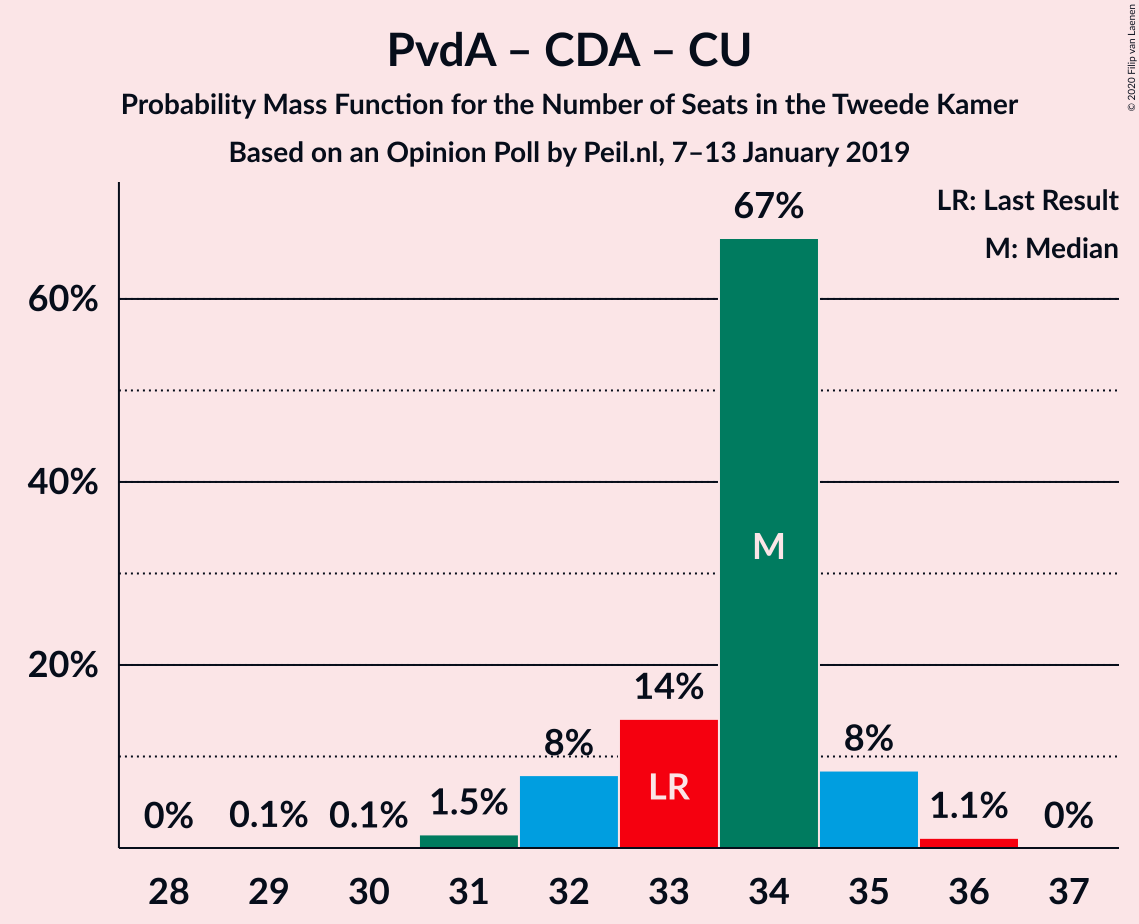 PvdA – CDA – CU
Probability Mass Function for the Number of Seats in the Tweede Kamer
Based on an Opinion Poll by Peil.nl, 7–13 January 2019
© 2020 Filip van Laenen
LR: Last Result
M: Median
60%
40%
20%
0%
0.1%
0.1%
1.5%
8%
14%
LR
67%
M
8%
1.1%
0%
28 29 30 31 32 33 34 35 36 37